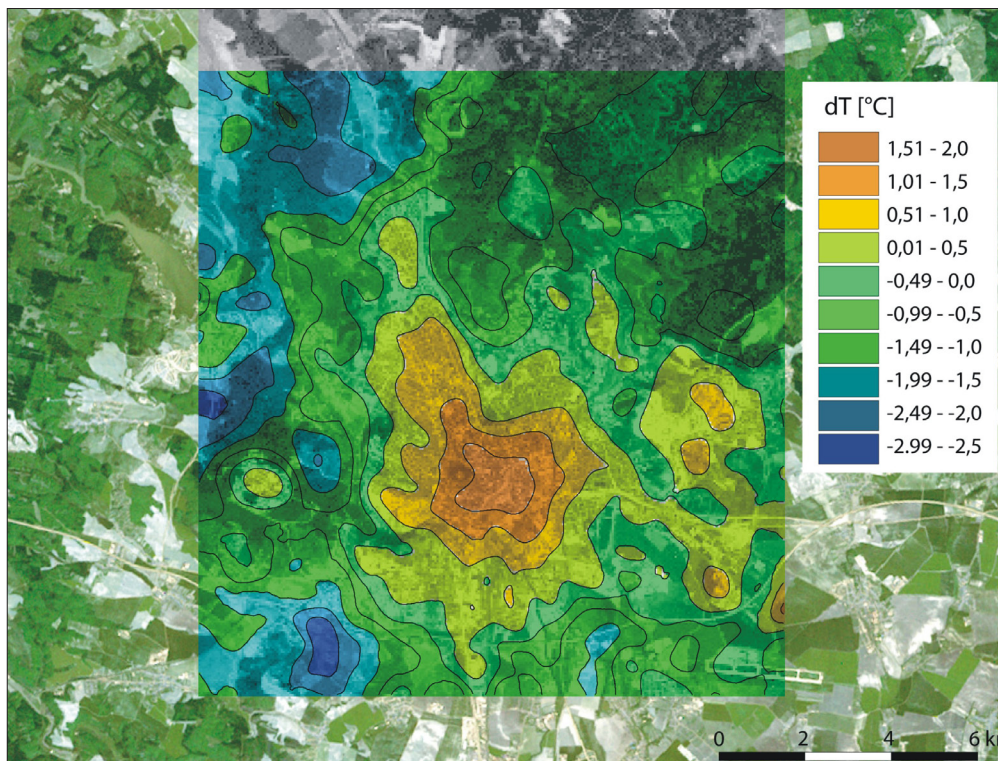 dT [°C]
1,51 - 2,0
1,01 - 1,5
0,51 - 1,0
0,01 - 0,5
-0,49 - 0,0
-0,99 - -0,5
-1,49 - -1,0
-1,99 - -1,5
-2,49 - -2,0
-2.99 - -2,5
0 2 4 6 km